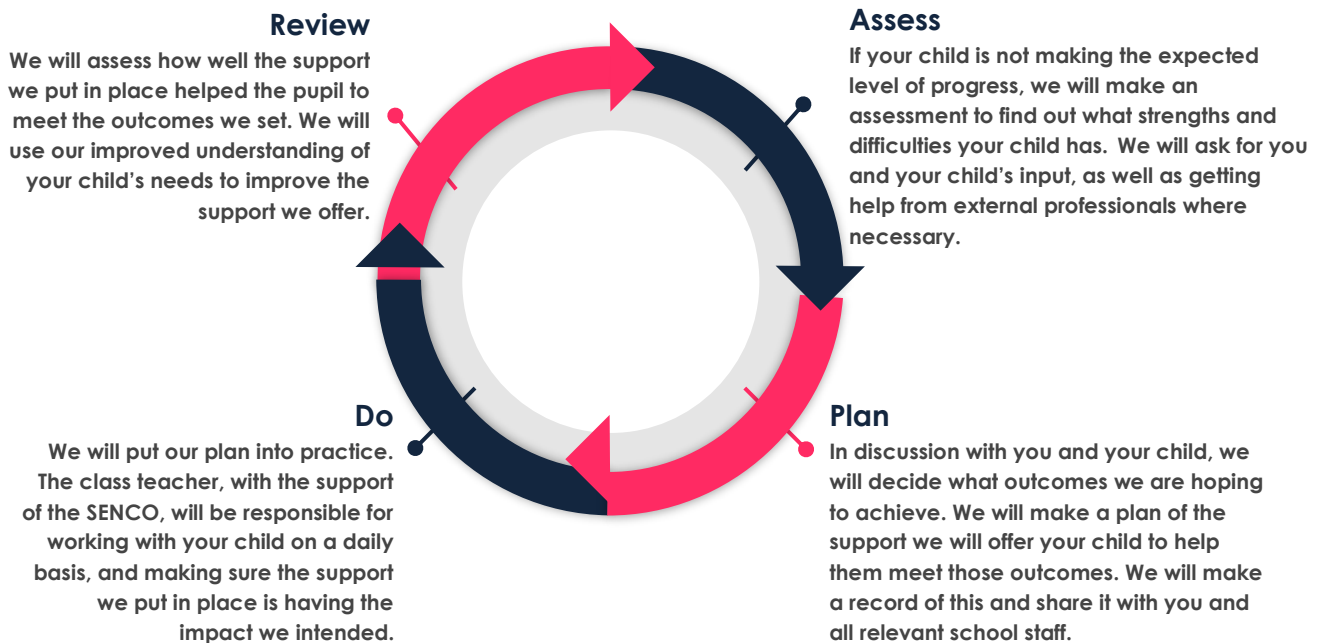 Review
We will assess how well the support
we put in place helped the pupil to
meet the outcomes we set. We will
use our improved understanding of
your child’s needs to improve the
support we offer.
Assess
If your child is not making the expected
level of progress, we will make an
assessment to find out what strengths and
difficulties your child has. We will ask for you
and your child’s input, as well as getting
help from external professionals where
necessary.
Do
We will put our plan into practice.
The class teacher, with the support
of the SENCO, will be responsible for
working with your child on a daily
basis, and making sure the support
we put in place is having the
impact we intended.
Plan
In discussion with you and your child, we
will decide what outcomes we are hoping
to achieve. We will make a plan of the
support we will offer your child to help
them meet those outcomes. We will make
a record of this and share it with you and
all relevant school staff.